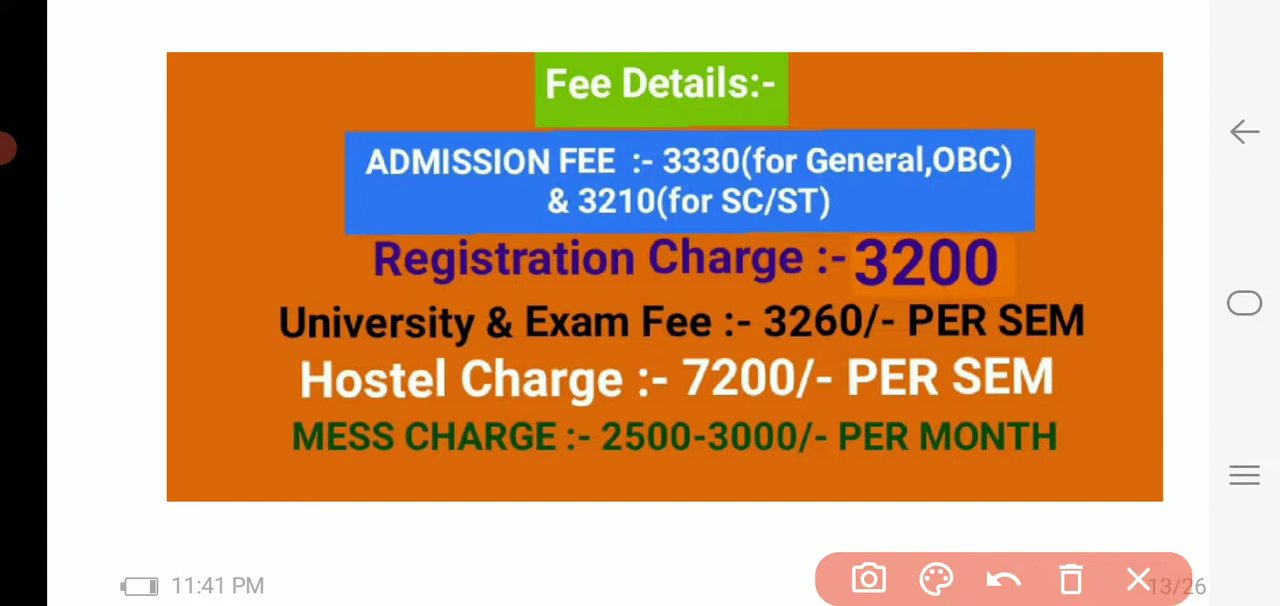 Fee Details:-
ADMISSION FEE :- 3330(for General,OBC)
& 3210(for SC/ST)
Registration Charge :- 3200
University & Exam Fee :- 3260/- PER SEM
Hostel Charge :- 7200/- PER SEM
MESS CHARGE :- 2500-3000/- PER MONTH
11:41 PM
13/26